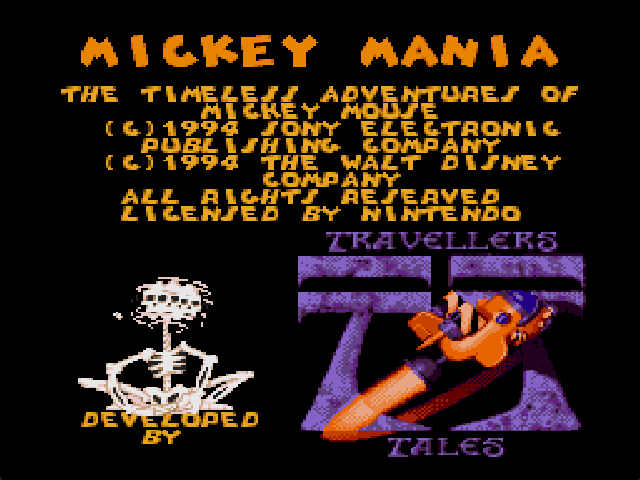 MICKEY MANIA
THE TIMELESS ADVENTURES OF
MICKEY MOUSE
(C)1994 SONY ELECTRONIC
PUBLISHING COMPANY
(C)1994 THE WALT DISNEY
COMPANY
ALL RIGHTS RESERVED
LICENSED BY NINTENDO
TRAVELLERS
TALES
DEVELOPED
BY